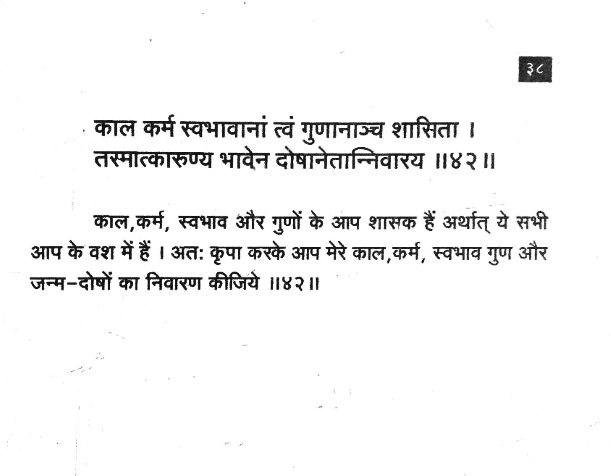 ३८
काल कर्म स्वभावानां त्वं गुणानाञ्च शासिता ।
तस्मात्कारुण्य भावेन दोषानेतान्निवारय ॥४२॥
काल,कर्म, स्वभाव और गुणों के आप शासक हैं अर्थात् ये सभी
आप के वश में हैं । अतः कृपा करके आप मेरे काल,कर्म, स्वभाव गुण और
जन्म-दोषों का निवारण कीजिये ॥४२॥